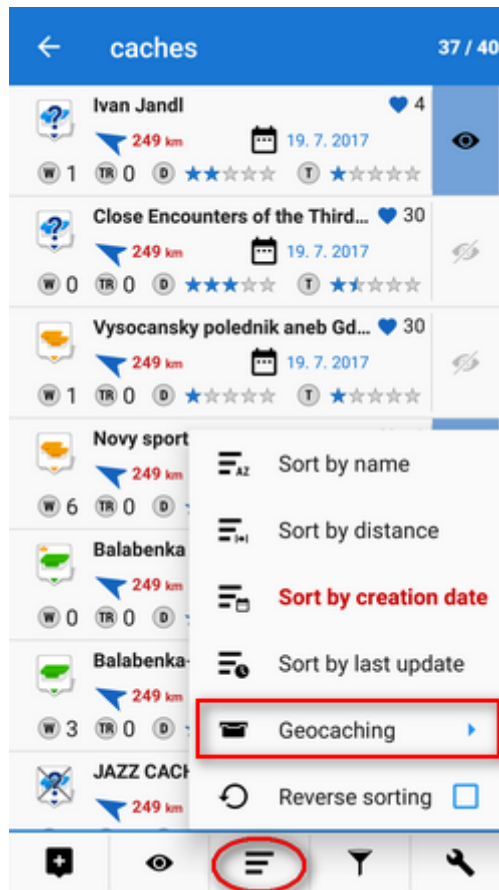 caches 37 / 40
Ivan Jandl 4
249 km 19. 7. 2017
W 1 TR 0 D T
Close Encounters of the Third... 30
249 km 19. 7. 2017
W 0 TR 0 D T
Vysocansky polednik aneb Gd... 30
249 km 19. 7. 2017
W 1 TR 0 D T
Novy sport
249 km
W 6 TR 0 D
Balabenka
249 km
W 0 TR 0 D
Balabenka-
249 km
W 3 TR 0 D
JAZZ CACH
249 km
AZ Sort by name
Sort by distance
Sort by creation date
Sort by last update
Geocaching
Reverse sorting